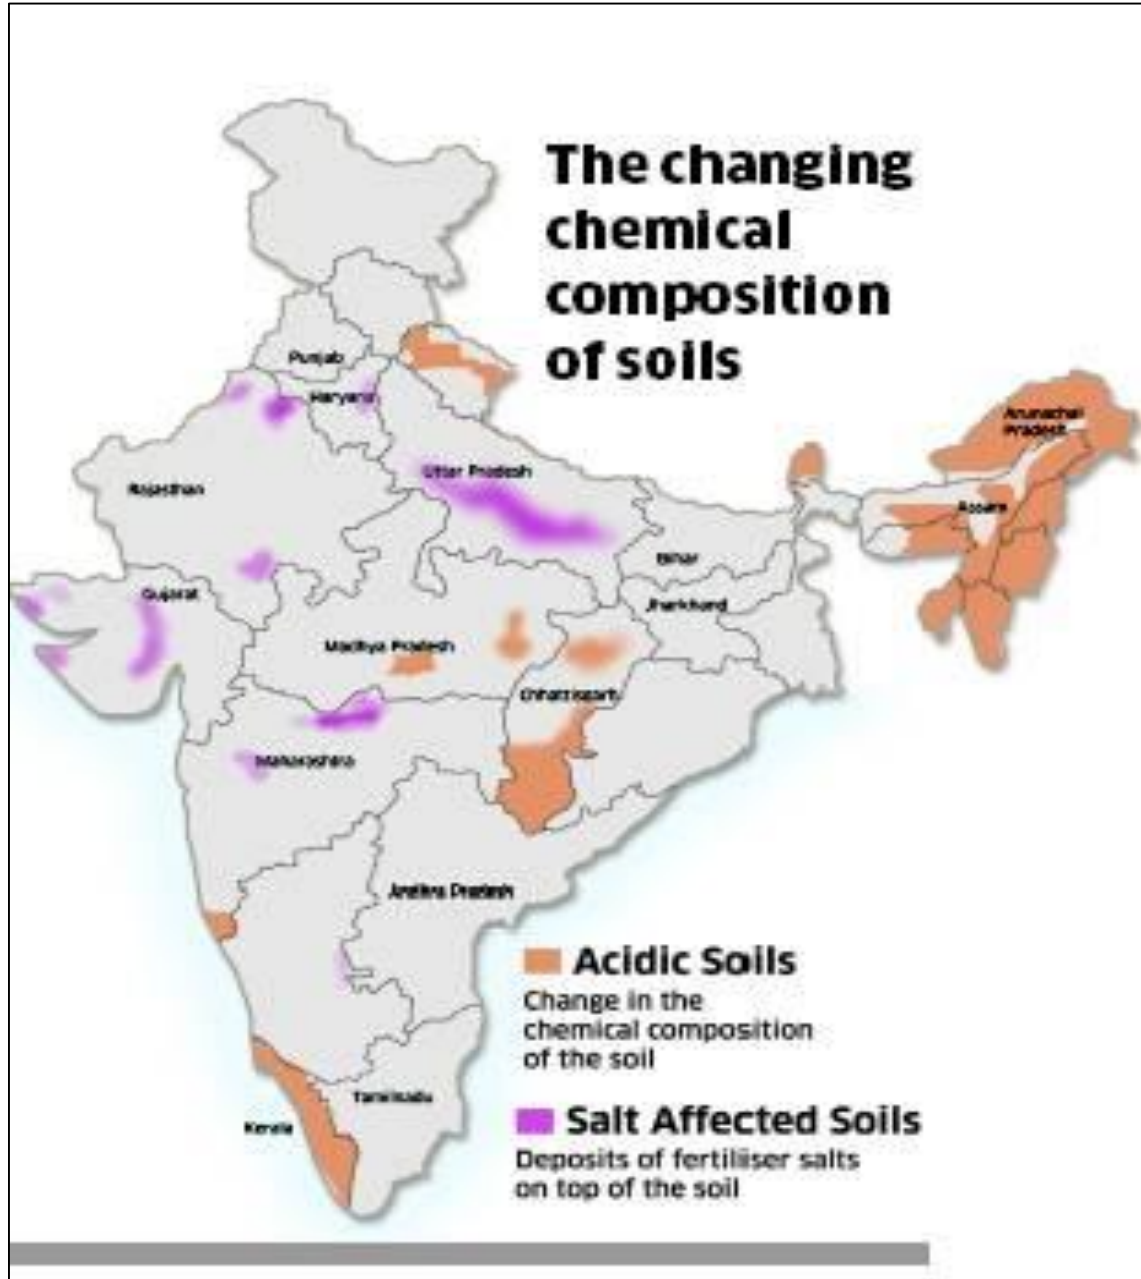 The changing
chemical
composition
of soils
Punjab
Haryana
Arunachal
Pradesh
Uttar Pradesh
Rajasthan
Assam
Bihar
Gujarat
Jharkhand
Madhya Pradesh
Chhattisgarh
Maharashtra
Andhra Pradesh
Acidic Soils
Change in the
chemical composition
of the soil
Tamilnadu
Kerala
Salt Affected Soils
Deposits of fertiliser salts
on top of the soil